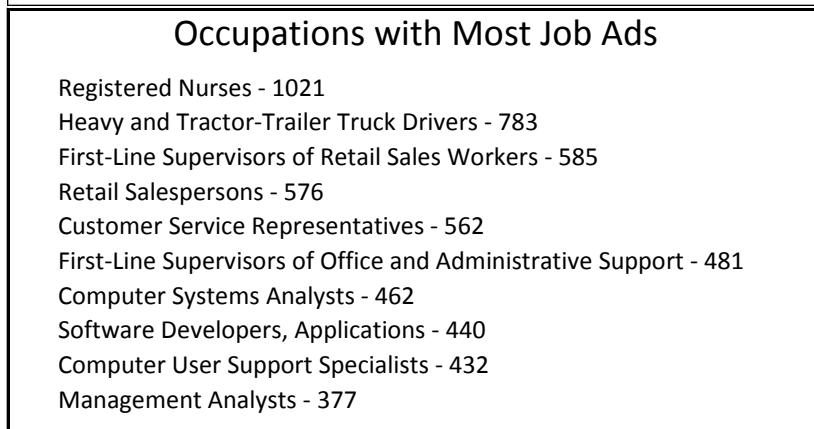 Occupations with Most Job Ads
Registered Nurses - 1021
Heavy and Tractor-Trailer Truck Drivers - 783
First-Line Supervisors of Retail Sales Workers - 585
Retail Salespersons - 576
Customer Service Representatives - 562
First-Line Supervisors of Office and Administrative Support - 481
Computer Systems Analysts - 462
Software Developers, Applications - 440
Computer User Support Specialists - 432
Management Analysts - 377